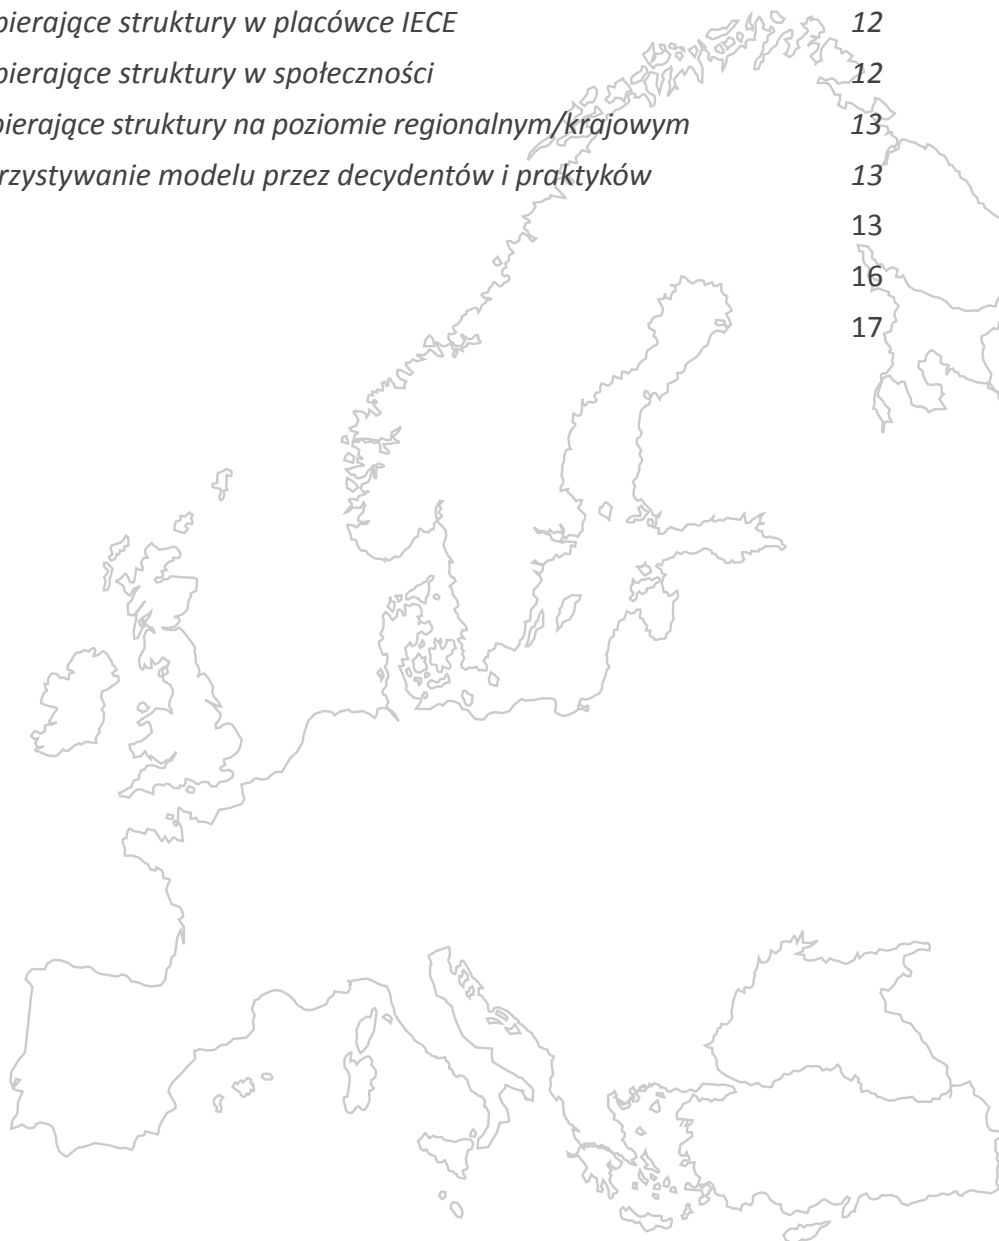 pierające struktury w placówce IECE 12
pierające struktury w społeczności 12
pierające struktury na poziomie regionalnym/krajowym 13
rzystywanie modelu przez decydentów i praktyków 13
13
16
17